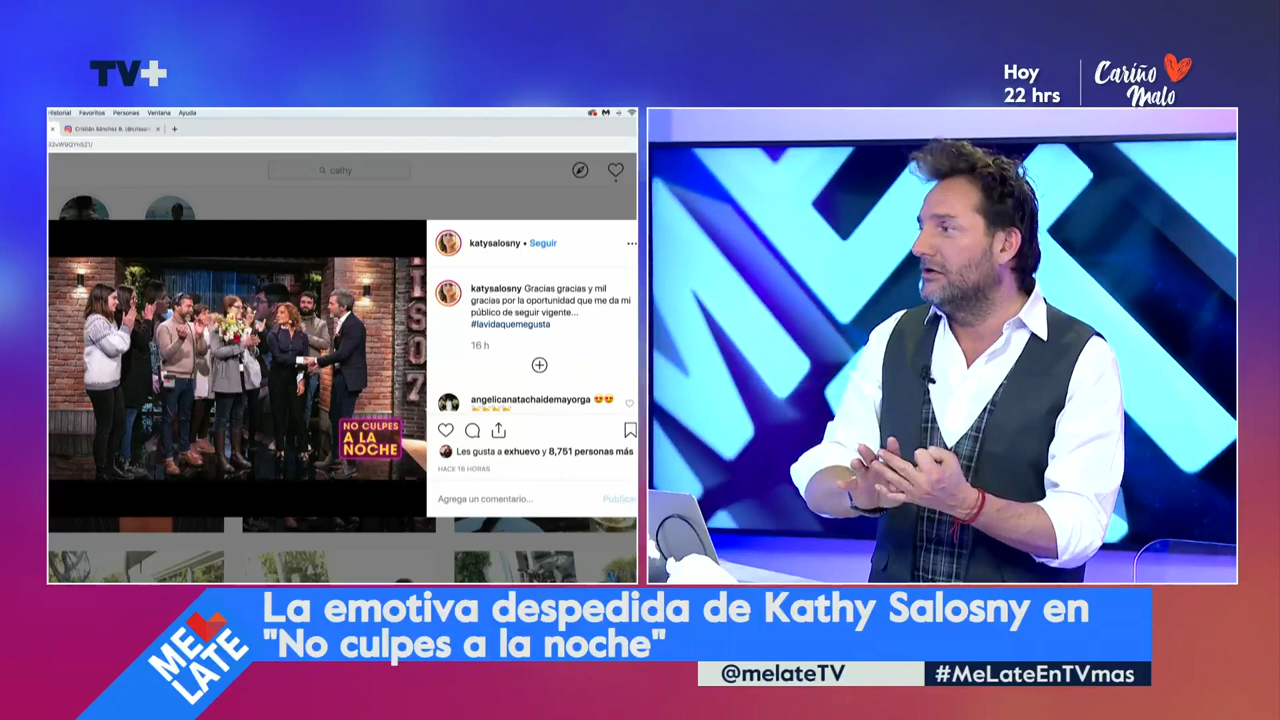 TV+
Hoy
22 hrs
Cariño
Malo
Historial Favoritos Personas Ventana Ayuda
cathy
katysalosny • Seguir
katysalosny Gracias gracias y mil
gracias por la oportunidad que me da mi
público de seguir vigente...
#lavidaquemegusta
16 h
angelicanatachaidemayorga
Les gusta a exhuevo y 8,751 personas más
HACE 16 HORAS
Agrega un comentario...
Publica
NO CULPES
A LA
NOCHE
La emotiva despedida de Kathy Salosny en
"No culpes a la noche"
ME
LATE
@melateTV
#MeLateEnTVmas